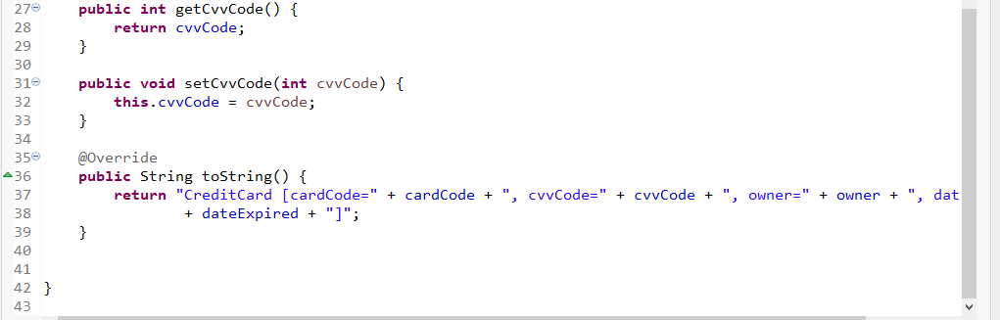 27 public int getCvvCode() {
28 return cvvCode;
29 }
30
31 public void setCvvCode(int cvvCode) {
32 this.cvvCode = cvvCode;
33 }
34
35 @Override
36 public String toString() {
37 return "CreditCard [cardCode=" + cardCode + ", cvvCode=" + cvvCode + ", owner=" + owner + ", dat
38 + dateExpired + "]";
39 }
40
41
42 }
43